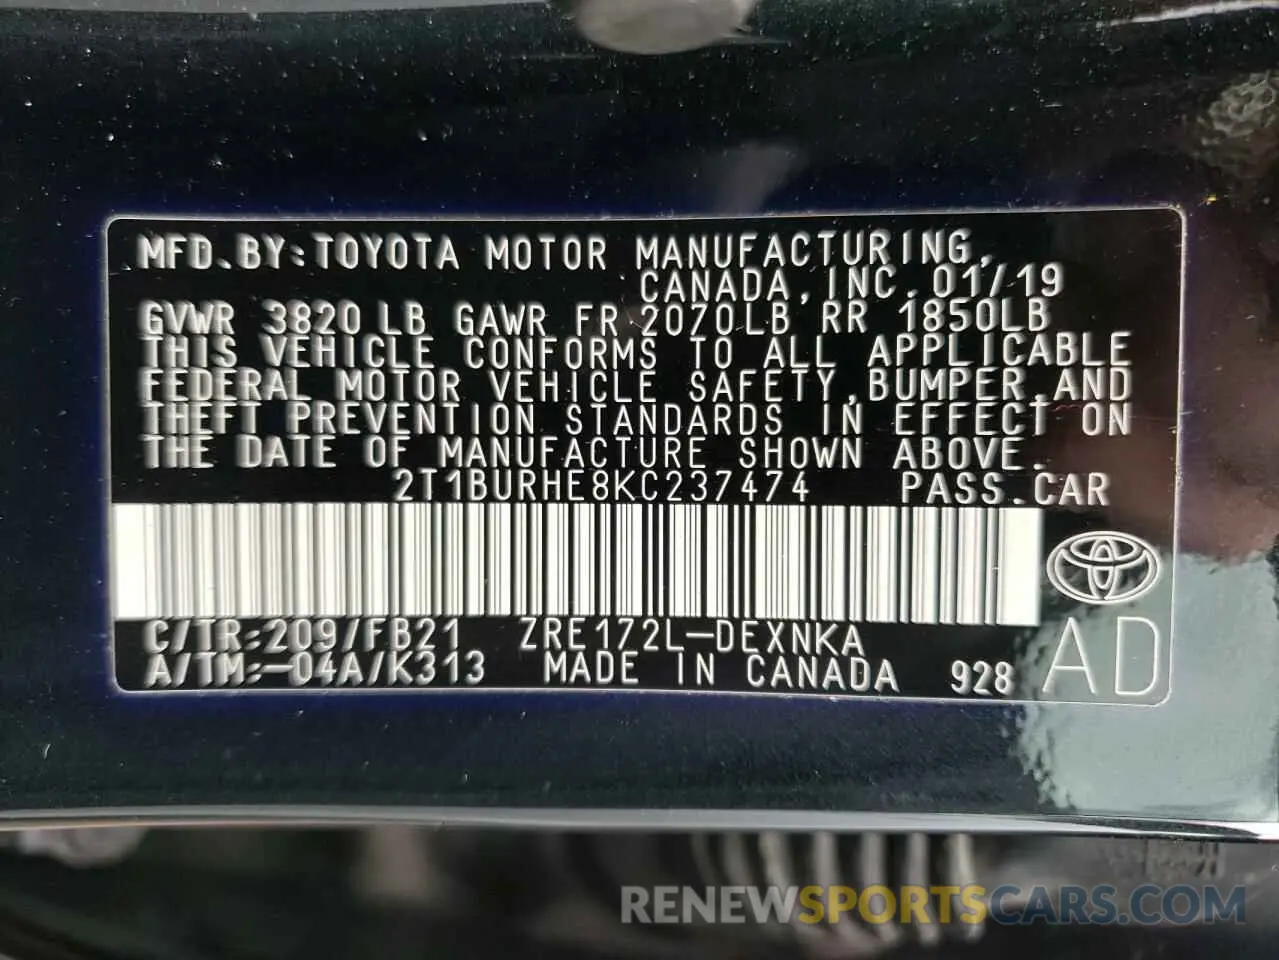 MFD.BY:TOYOTA MOTOR MANUFACTURING,
CANADA, INC. 01/19
GVWR 3820 LB GAWR FR 2070LB RR 1850LB
THIS VEHICLE CONFORMS TO ALL APPLICABLE
FEDERAL MOTOR VEHICLE SAFETY, BUMPER, AND
THEFT PREVENTION STANDARDS IN EFFECT ON
THE DATE OF MANUFACTURE SHOWN ABOVE.
2T1BURHE8KC237474 PASS.CAR
C/TR:209/FB21 ZRE172L-DEXNKA
A/TM:-04A/K313 MADE IN CANADA 928 AD
RENEWSPORTSCARS.COM